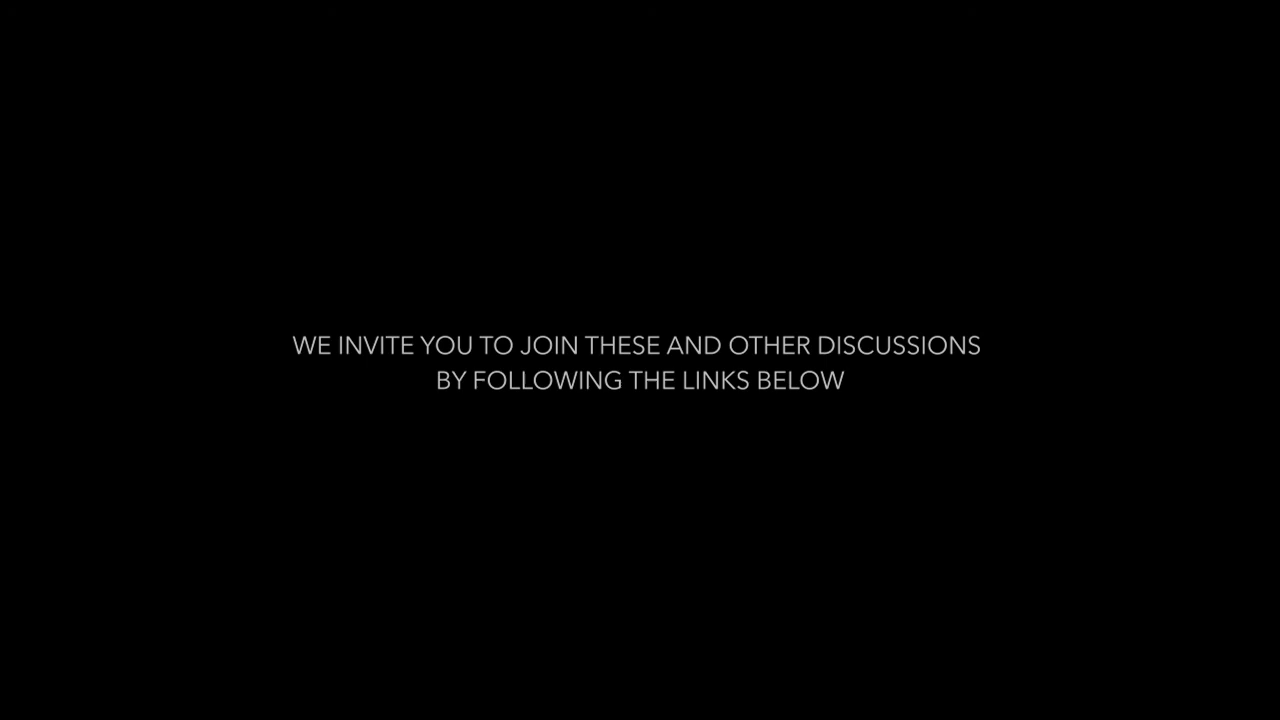 WE INVITE YOU TO JOIN THESE AND OTHER DISCUSSIONS
BY FOLLOWING THE LINKS BELOW